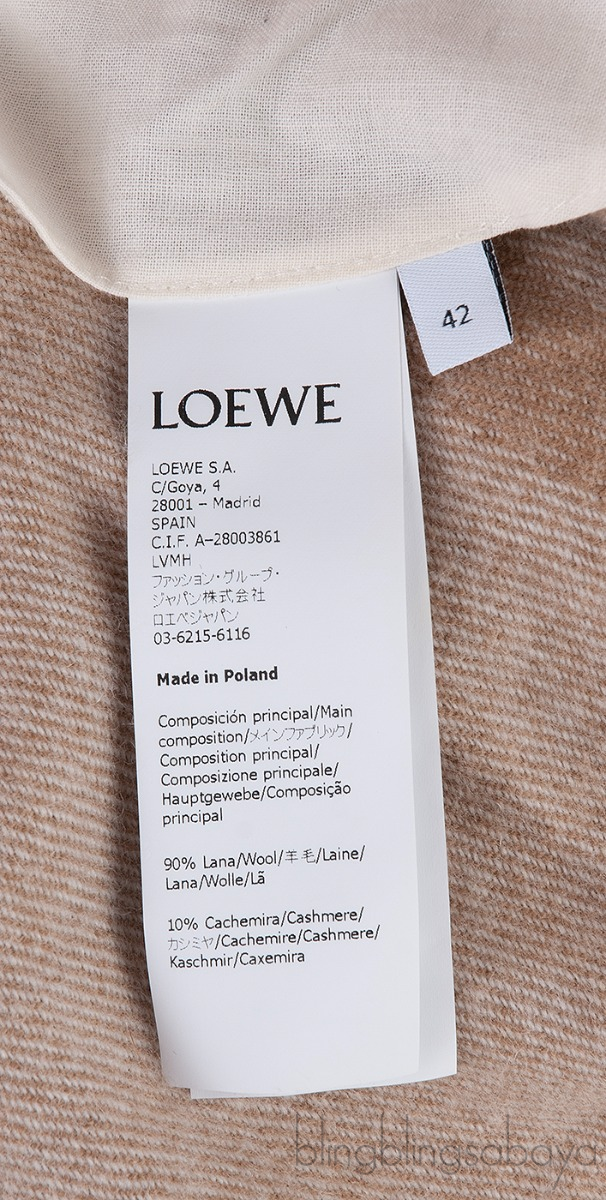 42
LOEWE
LOEWE S.A.
C/Goya, 4
28001 – Madrid
SPAIN
C.I.F. A–28003861
LVMH
ファッション・グループ・
ジャパン株式会社
ロエベジャパン
03-6215-6116
Made in Poland
Composición principal/Main
composition/メインファブリック/
Composition principal/
Composizione principale/
Hauptgewebe/Composição
principal
90% Lana/Wool/羊毛/Laine/
Lana/Wolle/Lã
10% Cachemira/Cashmere/
カシミヤ/Cachemire/Cashmere/
Kaschmir/Caxemira
blingblingsabaya